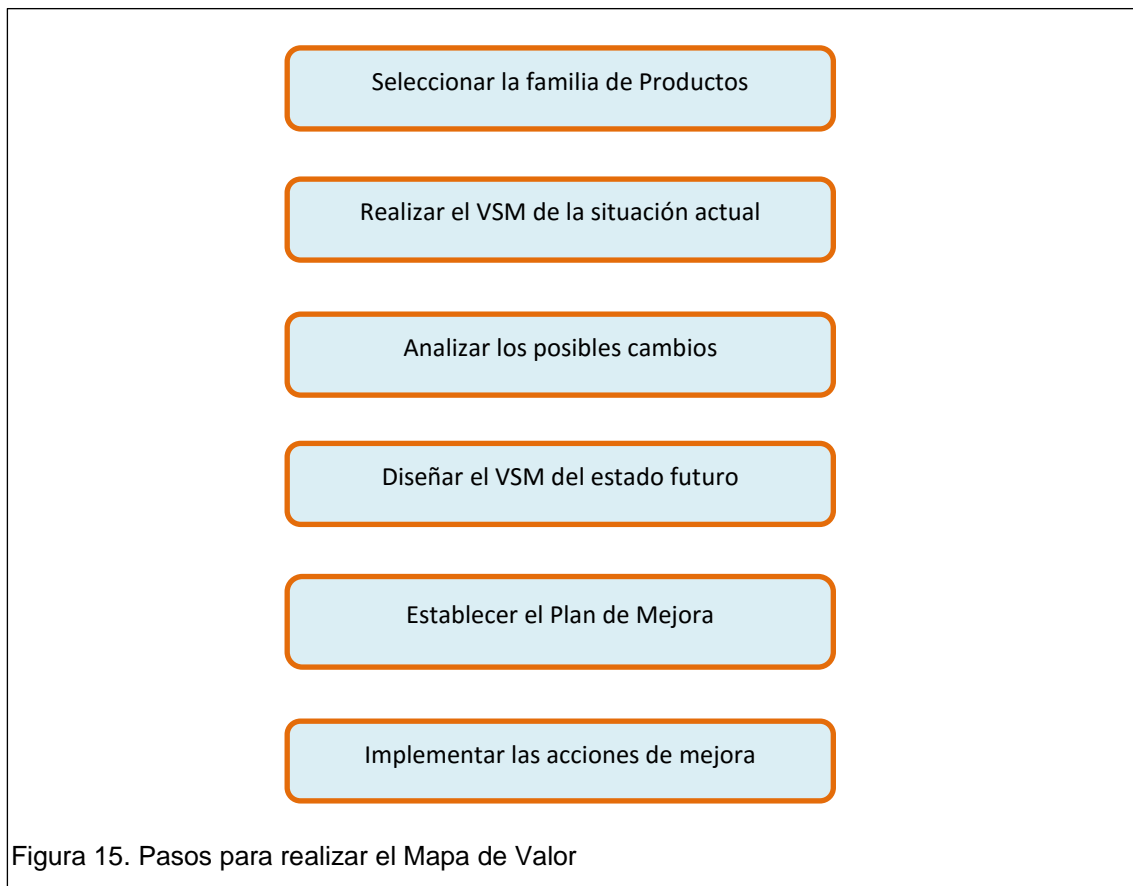 Seleccionar la familia de Productos
Realizar el VSM de la situación actual
Analizar los posibles cambios
Diseñar el VSM del estado futuro
Establecer el Plan de Mejora
Implementar las acciones de mejora
Figura 15. Pasos para realizar el Mapa de Valor